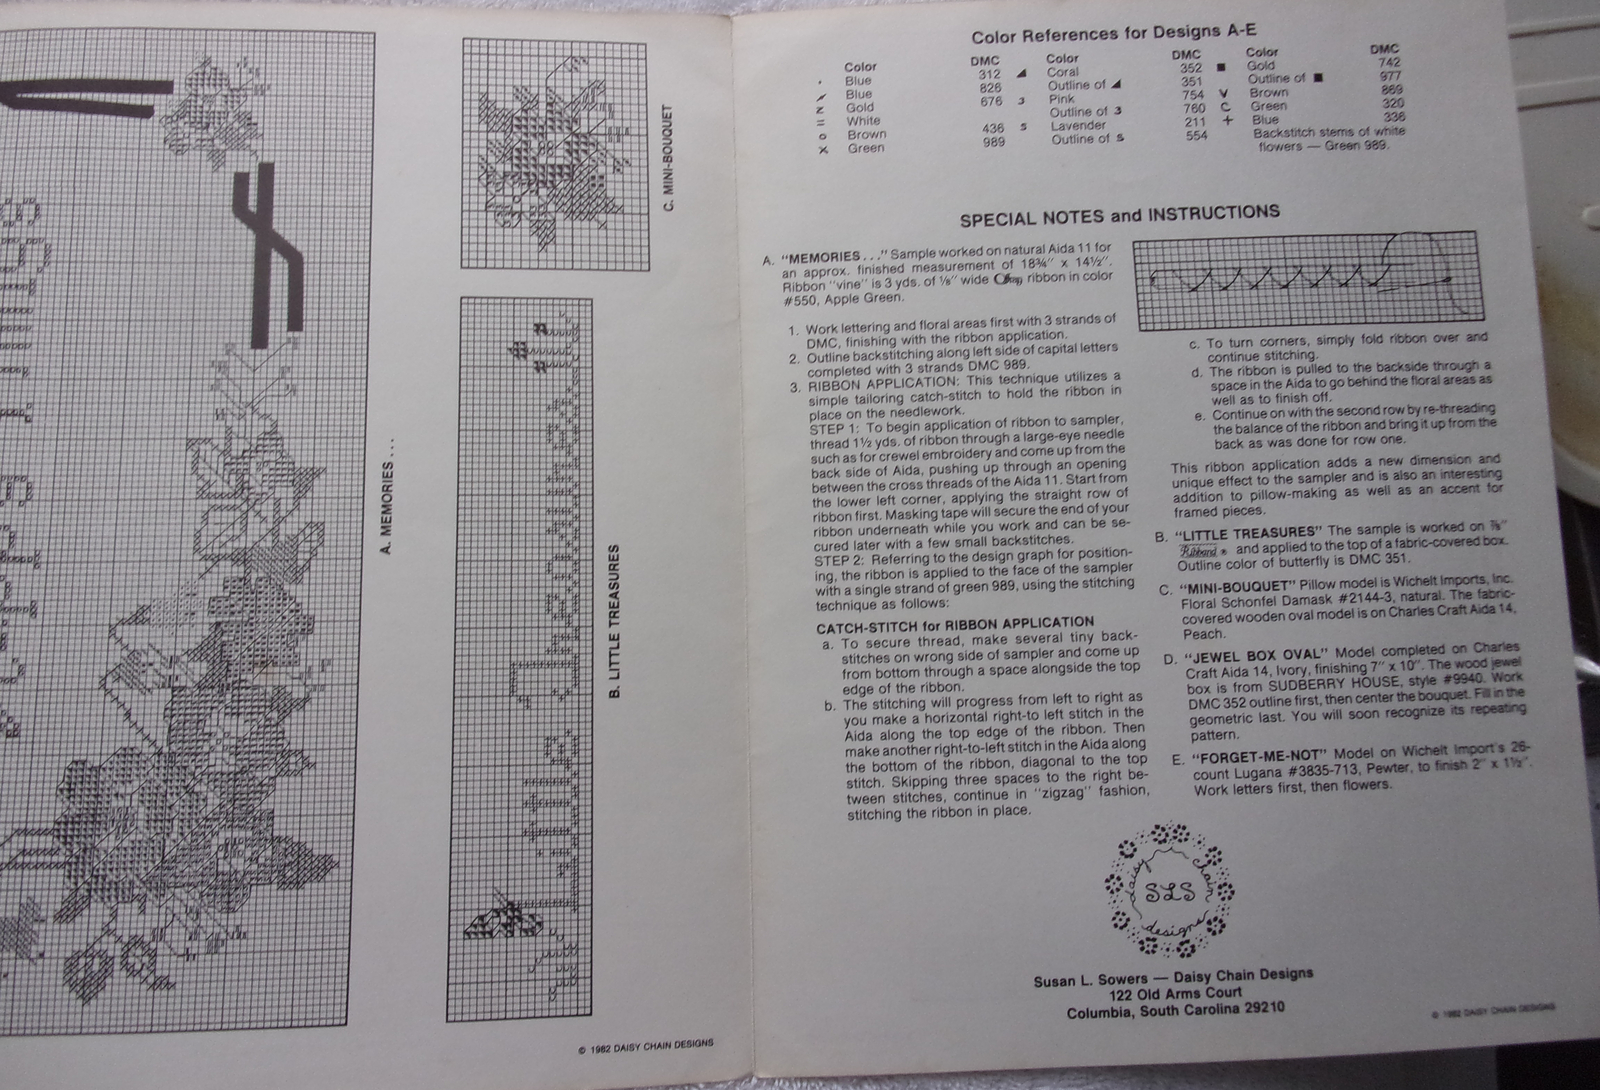 C. MINI-BOUQUET
A. MEMORIES...
B. LITTLE TREASURES
© 1982 DAISY CHAIN DESIGNS
Color References for Designs A-E
Color DMC
· Blue 312
Blue 826
Z Gold 676
= White
o Brown 436
X Green 989
Color DMC
◢ Coral 352
Outline of ◢ 351
3 Pink 754
Outline of 3 760
s Lavender 211
Outline of s 554
Color DMC
■ Gold 742
Outline of ■ 977
V Brown 869
C Green 320
+ Blue 336
Backstitch stems of white
flowers — Green 989.
SPECIAL NOTES and INSTRUCTIONS
A. "MEMORIES..." Sample worked on natural Aida 11 for
an approx. finished measurement of 18¾" x 14½".
Ribbon "vine" is 3 yds. of ⅛" wide ribbon in color
#550, Apple Green.
1. Work lettering and floral areas first with 3 strands of
DMC, finishing with the ribbon application.
2. Outline backstitching along left side of capital letters
completed with 3 strands DMC 989.
3. RIBBON APPLICATION: This technique utilizes a
simple tailoring catch-stitch to hold the ribbon in
place on the needlework.
STEP 1: To begin application of ribbon to sampler,
thread 1½ yds. of ribbon through a large-eye needle
such as for crewel embroidery and come up from the
back side of Aida, pushing up through an opening
between the cross threads of the Aida 11. Start from
the lower left corner, applying the straight row of
ribbon first. Masking tape will secure the end of your
ribbon underneath while you work and can be se-
cured later with a few small backstitches.
STEP 2: Referring to the design graph for position-
ing, the ribbon is applied to the face of the sampler
with a single strand of green 989, using the stitching
technique as follows:
CATCH-STITCH for RIBBON APPLICATION
a. To secure thread, make several tiny back-
stitches on wrong side of sampler and come up
from bottom through a space alongside the top
edge of the ribbon.
b. The stitching will progress from left to right as
you make a horizontal right-to left stitch in the
Aida along the top edge of the ribbon. Then
make another right-to-left stitch in the Aida along
the bottom of the ribbon, diagonal to the top
stitch. Skipping three spaces to the right be-
tween stitches, continue in "zigzag" fashion,
stitching the ribbon in place.
c. To turn corners, simply fold ribbon over and
continue stitching.
d. The ribbon is pulled to the backside through a
space in the Aida to go behind the floral areas as
well as to finish off.
e. Continue on with the second row by re-threading
the balance of the ribbon and bring it up from the
back as was done for row one.
This ribbon application adds a new dimension and
unique effect to the sampler and is also an interesting
addition to pillow-making as well as an accent for
framed pieces.
B. "LITTLE TREASURES" The sample is worked on ⅞"
Ribband ® and applied to the top of a fabric-covered box.
Outline color of butterfly is DMC 351.
C. "MINI-BOUQUET" Pillow model is Wichelt Imports, Inc.
Floral Schonfel Damask #2144-3, natural. The fabric-
covered wooden oval model is on Charles Craft Aida 14,
Peach.
D. "JEWEL BOX OVAL" Model completed on Charles
Craft Aida 14, Ivory, finishing 7" x 10". The wood jewel
box is from SUDBERRY HOUSE, style #9940. Work
DMC 352 outline first, then center the bouquet. Fill in the
geometric last. You will soon recognize its repeating
pattern.
E. "FORGET-ME-NOT" Model on Wichelt Import's 26-
count Lugana #3835-713, Pewter, to finish 2" x 1½".
Work letters first, then flowers.
daisy chain
SLS
designs
Susan L. Sowers — Daisy Chain Designs
122 Old Arms Court
Columbia, South Carolina 29210
© 1982 DAISY CHAIN DESIGNS